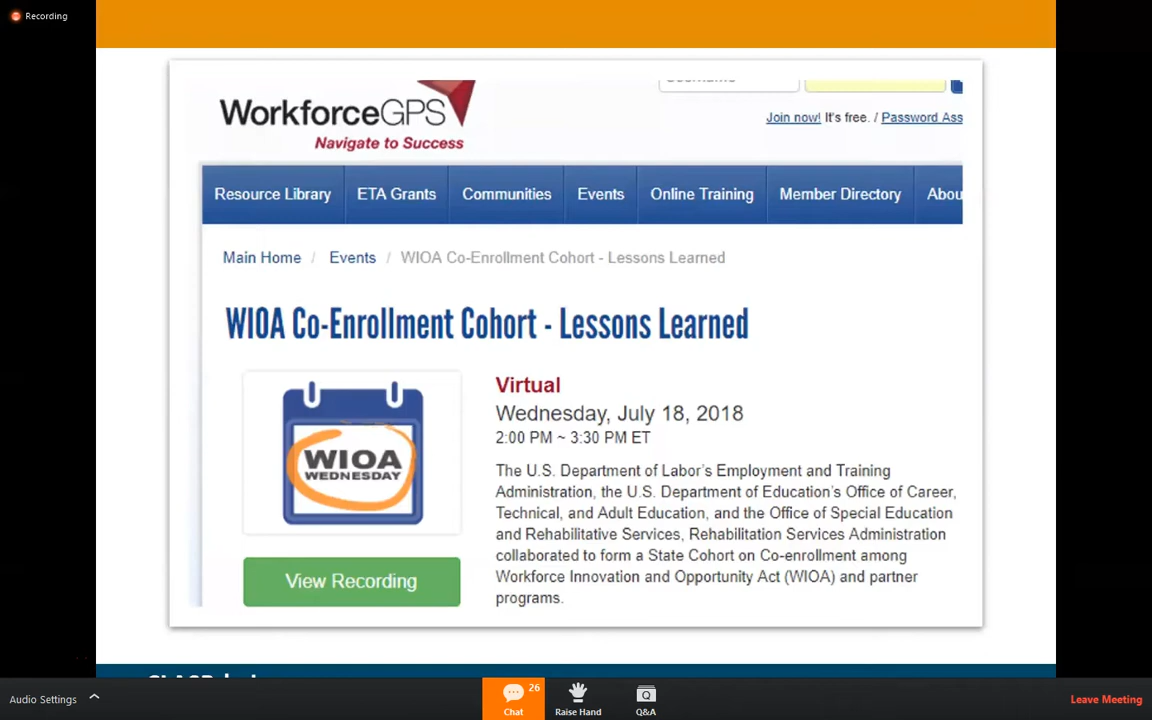 Recording
WorkforceGPS
Navigate to Success
Join now! It's free. / Password Ass
Resource Library ETA Grants Communities Events Online Training Member Directory Abou
Main Home / Events / WIOA Co-Enrollment Cohort - Lessons Learned
WIOA Co-Enrollment Cohort - Lessons Learned
WIOA
WEDNESDAY
View Recording
Virtual
Wednesday, July 18, 2018
2:00 PM ~ 3:30 PM ET
The U.S. Department of Labor's Employment and Training
Administration, the U.S. Department of Education's Office of Career,
Technical, and Adult Education, and the Office of Special Education
and Rehabilitative Services, Rehabilitation Services Administration
collaborated to form a State Cohort on Co-enrollment among
Workforce Innovation and Opportunity Act (WIOA) and partner
programs.
Audio Settings
26
Chat
Raise Hand
Q
Q&A
Leave Meeting